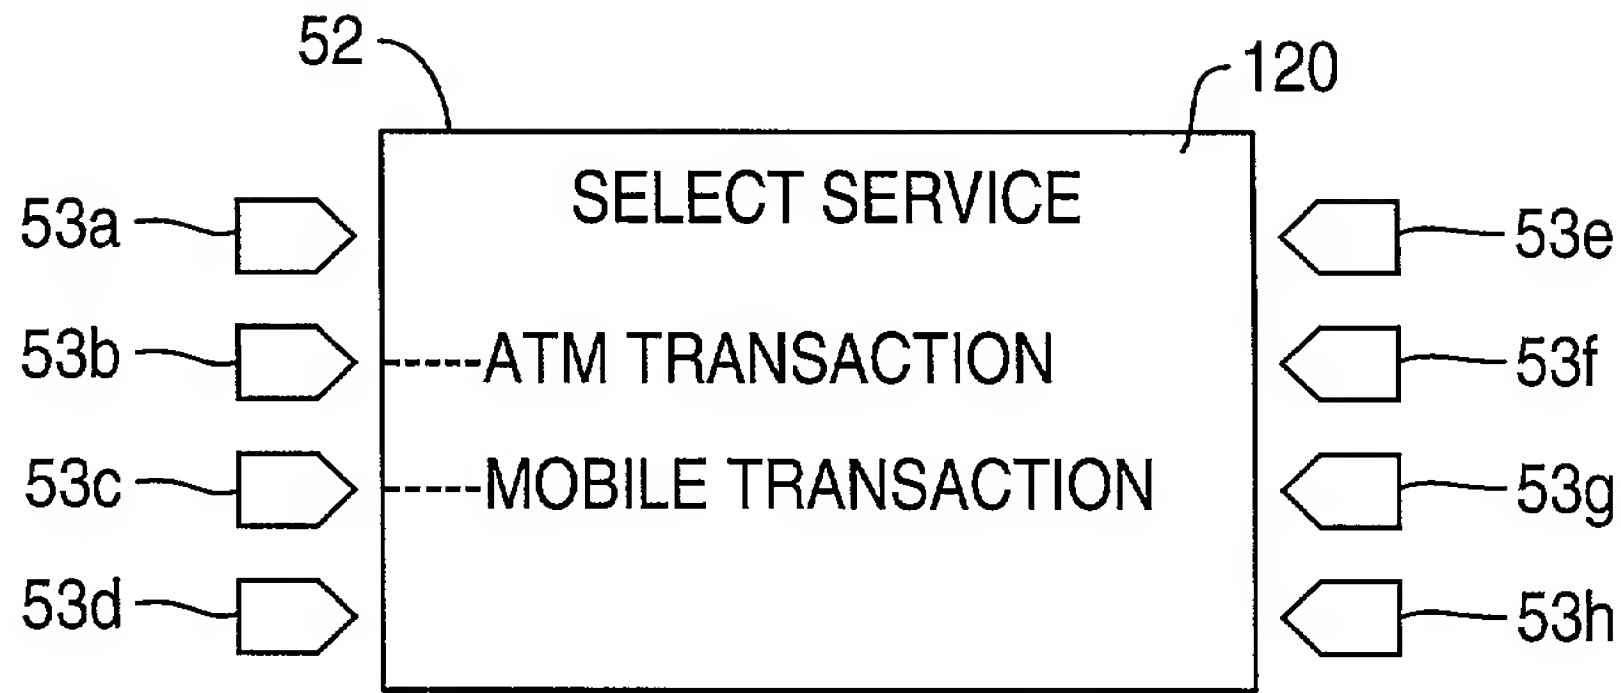 52
120
SELECT SERVICE
53a
53e
53b
ATM TRANSACTION
53f
53c
MOBILE TRANSACTION
53g
53d
53h